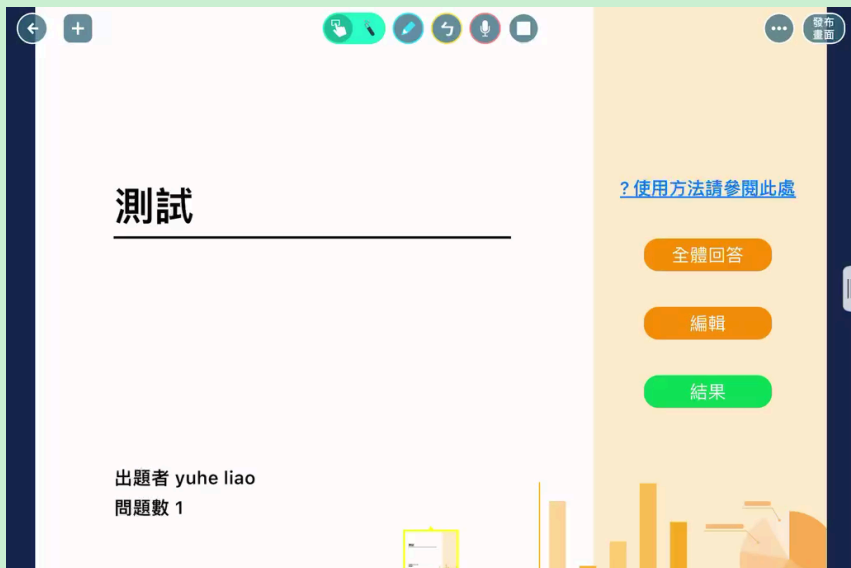 發布
畫面
測試
?使用方法請參閱此處
全體回答
編輯
結果
出題者 yuhe liao
問題數 1